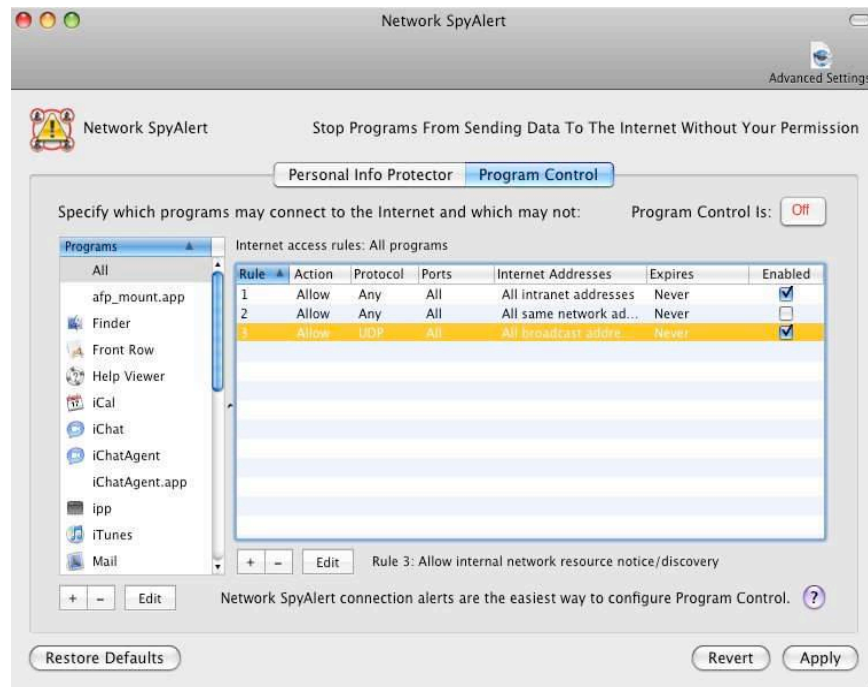 Network SpyAlert
Advanced Settings
Network SpyAlert
Stop Programs From Sending Data To The Internet Without Your Permission
Personal Info Protector Program Control
Specify which programs may connect to the Internet and which may not: Program Control Is: Off
Programs
Internet access rules: All programs
All
afp_mount.app
Finder
Front Row
Help Viewer
iCal
iChat
iChatAgent
iChatAgent.app
ipp
iTunes
Mail
Rule Action Protocol Ports Internet Addresses Expires Enabled
1 Allow Any All All intranet addresses Never
2 Allow Any All All same network ad... Never
3 Allow UDP All All broadcast addre... Never
+ - Edit Rule 3: Allow internal network resource notice/discovery
+ - Edit Network SpyAlert connection alerts are the easiest way to configure Program Control. ?
Restore Defaults Revert Apply